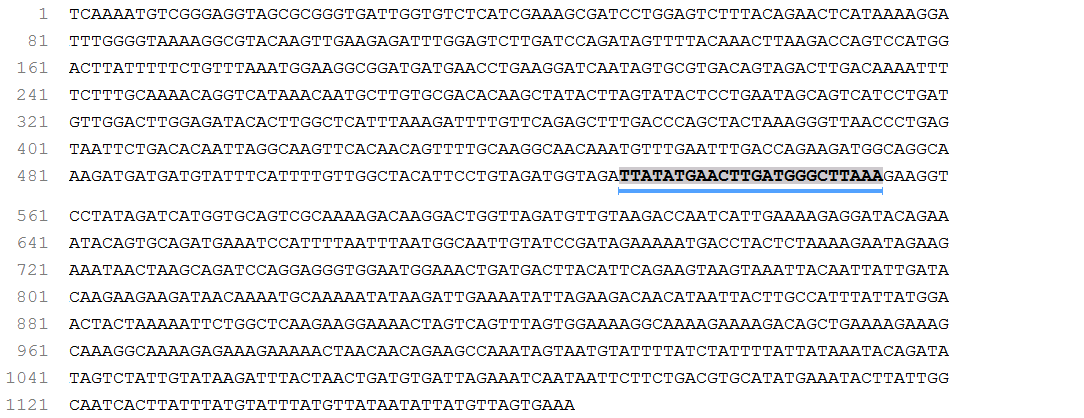 1 TCAAAATGTCGGGAGGTAGCGCGGGTGATTGGTGTCTCATCGAAAGCGATCCTGGAGTCTTTACAGAACTCATAAAAGGA
81 TTTGGGGTAAAAGGCGTACAAGTTGAAGAGATTTGGAGTCTTGATCCAGATAGTTTTACAAACTTAAGACCAGTCCATGG
161 ACTTATTTTTCTGTTTAAATGGAAGGCGGATGATGAACCTGAAGGATCAATAGTGCGTGACAGTAGACTTGACAAAATTT
241 TCTTTGCAAAACAGGTCATAAACAATGCTTGTGCGACACAAGCTATACTTAGTATACTCCTGAATAGCAGTCATCCTGAT
321 GTTGGACTTGGAGATACACTTGGCTCATTTAAAGATTTTGTTCAGAGCTTTGACCCAGCTACTAAAGGGTTAACCCTGAG
401 TAATTCTGACACAATTAGGCAAGTTCACAACAGTTTTGCAAGGCAACAAATGTTTGAATTTGACCAGAAGATGGCAGGCA
481 AAGATGATGATGTATTTCATTTTGTTGGCTACATTCCTGTAGATGGTAGATTATATGAACTTGATGGGCTTAAAGAAGGT
561 CCTATAGATCATGGTGCAGTCGCAAAAGACAAGGACTGGTTAGATGTTGTAAGACCAATCATTGAAAAGAGGATACAGAA
641 ATACAGTGCAGATGAAATCCATTTTAATTTAATGGCAATTGTATCCGATAGAAAAATGACCTACTCTAAAAGAATAGAAG
721 AAATAACTAAGCAGATCCAGGAGGGTGGAATGGAAACTGATGACTTACATTCAGAAGTAAGTAAATTACAATTATTGATA
801 CAAGAAGAAGATAACAAAATGCAAAAATATAAGATTGAAAATATTAGAAGACAACATAATTACTTGCCATTTATTATGGA
881 ACTACTAAAAATTCTGGCTCAAGAAGGAAAACTAGTCAGTTTAGTGGAAAAGGCAAAAGAAAAGACAGCTGAAAAGAAAG
961 CAAAGGCAAAAGAGAAAGAAAAACTAACAACAGAAGCCAAATAGTAATGTATTTTATCTATTTTATTATAAATACAGATA
1041 TAGTCTATTGTATAAGATTTACTAACTGATGTGATTAGAAATCAATAATTCTTCTGACGTGCATATGAAATACTTATTGG
1121 CAATCACTTATTTATGTATTTATGTTATAATATTATGTTAGTGAAA